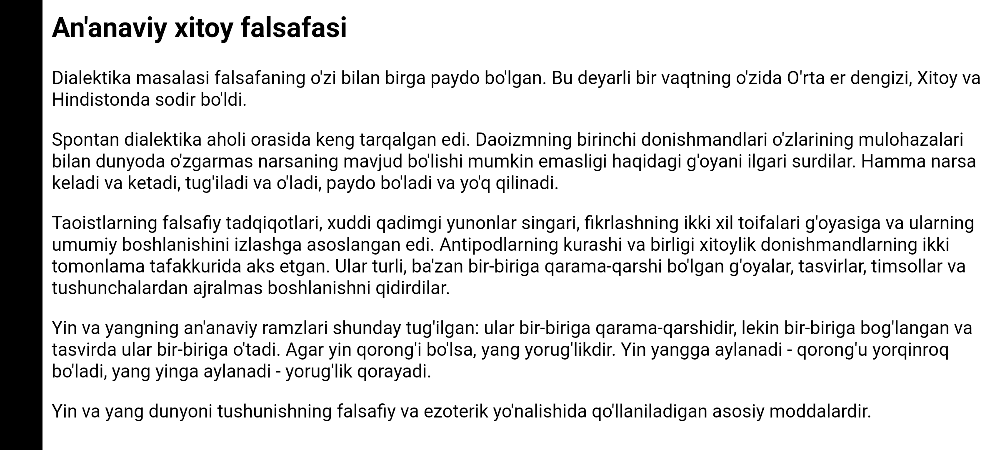 An'anaviy xitoy falsafasi
Dialektika masalasi falsafaning o'zi bilan birga paydo bo'lgan. Bu deyarli bir vaqtning o'zida O'rta er dengizi, Xitoy va
Hindistonda sodir bo'ldi.
Spontan dialektika aholi orasida keng tarqalgan edi. Daoizmning birinchi donishmandlari o'zlarining mulohazalari
bilan dunyoda o'zgarmas narsaning mavjud bo'lishi mumkin emasligi haqidagi g'oyani ilgari surdilar. Hamma narsa
keladi va ketadi, tug'iladi va o'ladi, paydo bo'ladi va yo'q qilinadi.
Taoistlarning falsafiy tadqiqotlari, xuddi qadimgi yunonlar singari, fikrlashning ikki xil toifalari g'oyasiga va ularning
umumiy boshlanishini izlashga asoslangan edi. Antipodlarning kurashi va birligi xitoylik donishmandlarning ikki
tomonlama tafakkurida aks etgan. Ular turli, ba'zan bir-biriga qarama-qarshi bo'lgan g'oyalar, tasvirlar, timsollar va
tushunchalardan ajralmas boshlanishni qidirdilar.
Yin va yangning an'anaviy ramzlari shunday tug'ilgan: ular bir-biriga qarama-qarshidir, lekin bir-biriga bog'langan va
tasvirda ular bir-biriga o'tadi. Agar yin qorong'i bo'lsa, yang yorug'likdir. Yin yangga aylanadi - qorong'u yorqinroq
bo'ladi, yang yinga aylanadi - yorug'lik qorayadi.
Yin va yang dunyoni tushunishning falsafiy va ezoterik yo'nalishida qo'llaniladigan asosiy moddalardir.